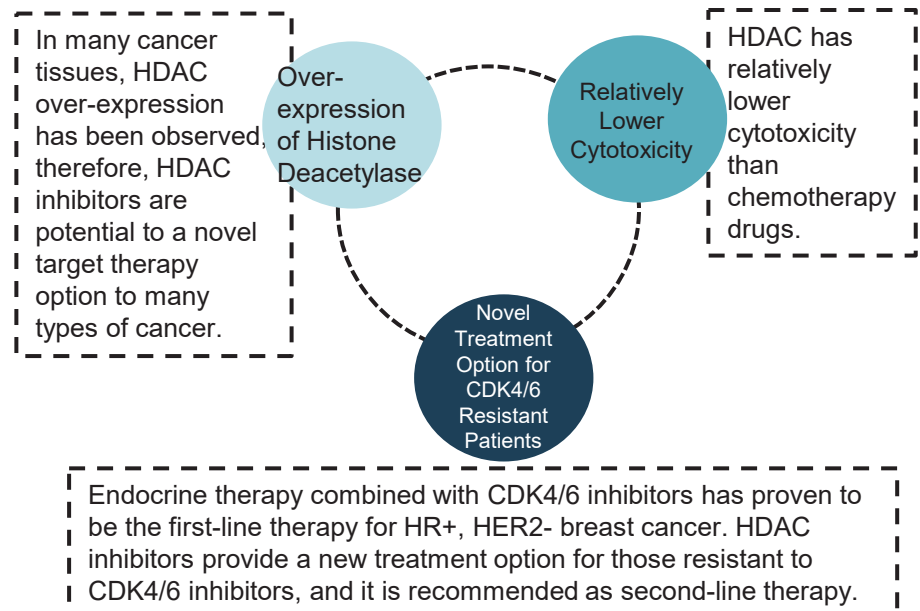 In many cancer
tissues, HDAC
over-expression
has been observed,
therefore, HDAC
inhibitors are
potential to a novel
target therapy
option to many
types of cancer.
Over-
expression
of Histone
Deacetylase
Relatively
Lower
Cytotoxicity
HDAC has
relatively
lower
cytotoxicity
than
chemotherapy
drugs.
Novel
Treatment
Option for
CDK4/6
Resistant
Patients
Endocrine therapy combined with CDK4/6 inhibitors has proven to
be the first-line therapy for HR+, HER2- breast cancer. HDAC
inhibitors provide a new treatment option for those resistant to
CDK4/6 inhibitors, and it is recommended as second-line therapy.